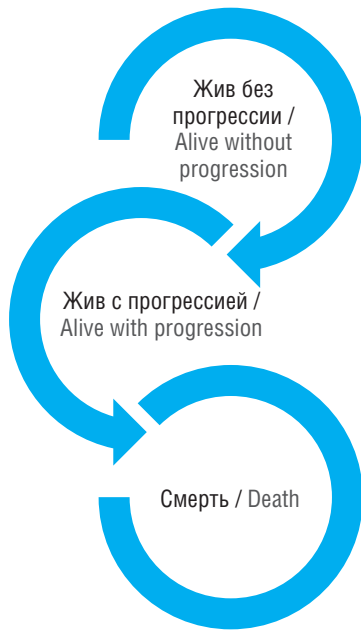 Жив без
прогрессии /
Alive without
progression
Жив с прогрессией /
Alive with progression
Смерть / Death